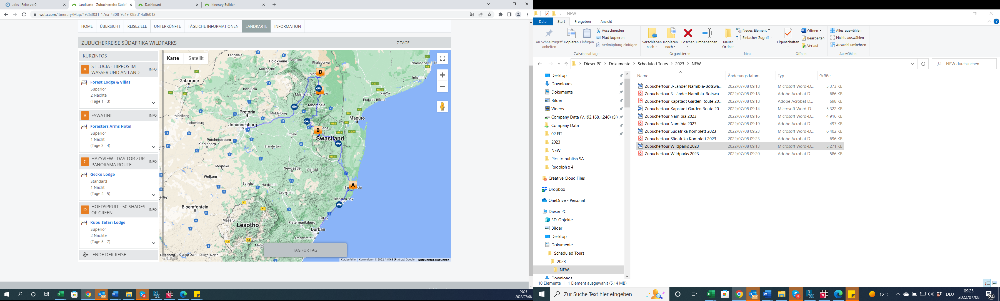 Jobs | Reise vor9
Landkarte - Zubucherreise Südaf
Dashboard
Itinerary Builder
wetu.com/Itinerary/Map/49253031-17ea-4308-9c49-085d14a86012
HOME
ÜBERSICHT
REISEZIELE
UNTERKÜNFTE
TÄGLICHE INFORMATIONEN
LANDKARTE
INFORMATION
ZUBUCHERREISE SÜDAFRIKA WILDPARKS
7 TAGE
KURZINFOS
A
ST LUCIA - HIPPOS IM
WASSER UND AN LAND
INFO
Forest Lodge & Villas
Superior
2 Nächte
(Tage 1 - 3)
B
ESWATINI
INFO
Foresters Arms Hotel
Superior
1 Nacht
(Tage 3 - 4)
C
HAZYVIEW - DAS TOR ZUR
PANORAMA ROUTE
INFO
Gecko Lodge
Standard
1 Nacht
(Tage 4 - 5)
D
HOEDSPRUIT - 50 SHADES
OF GREEN
INFO
Kubu Safari Lodge
Superior
2 Nächte
(Tage 5 - 7)
ENDE DER REISE
Karte
Satellit
Lephalale
Polokwane
Tzaneen
Phalaborwa
Mokopane
Inhambane
Inharrime
Gaborone
Bela-Bela
Mashishing
Xai-Xai
Praia do Bilene
Mbombela
Pretoria
Middelburg
Maputo
Mahikeng
Lichtenburg
Johannesburg
Ermelo
Swasiland
Potchefstroom
Klerksdorp
Standerton
Newcastle
Vryheid
Moqhaka
Welkom
Betlehem
Harrismith
Ladysmith
Richards Bay
Bloemfontein
Maseru
Lesotho
Ballito
Pietermaritzburg
Durban
Amanzimtoti
Matat
Colesberg
Gariep-Damm
Aliwal North
A
B
D
TAG FÜR TAG
Google
Kurzbefehle
Kartendaten © 2022 AfriGIS (Pty) Ltd, Google
Nutzungsbedingungen
09:25
2022/07/08
NEW
Datei
Start
Freigeben
Ansicht
An Schnellzugriff
anheften
Kopieren
Einfügen
Ausschneiden
Pfad kopieren
Verknüpfung einfügen
Zwischenablage
Verschieben
nach
Kopieren
nach
Löschen
Umbenennen
Organisieren
Neuer
Ordner
Neues Element
Einfacher Zugriff
Neu
Eigenschaften
Öffnen
Bearbeiten
Verlauf
Öffnen
Alles auswählen
Nichts auswählen
Auswahl umkehren
Auswählen
Dieser PC > Dokumente > Scheduled Tours > 2023 > NEW
NEW durchsuchen
Desktop
Downloads
Dokumente
Bilder
Videos
Company Data (\\192.168.1.248) (S:)
Company Data
02 FIT
2023
NEW
Pics to publish SA
Rudolph x 4
Creative Cloud Files
Dropbox
OneDrive - Personal
Dieser PC
3D-Objekte
Bilder
Desktop
Dokumente
Scheduled Tours
2023
NEW
Downloads
Name Änderungsdatum Typ Größe
Zubuchertour 3-Länder Namibia-Botswa... 2022/07/08 09:18 Microsoft Word-D... 5 373 KB
Zubuchertour 3-Länder Namibia-Botswa... 2022/07/08 09:18 Adobe Acrobat D... 686 KB
Zubuchertour Kapstadt Garden Route 20... 2022/07/08 09:18 Adobe Acrobat D... 698 KB
Zubuchertour Kapstadt Garden Route 20... 2022/07/08 09:14 Microsoft Word-D... 5 322 KB
Zubuchertour Namibia 2023 2022/07/08 09:16 Microsoft Word-D... 4 916 KB
Zubuchertour Namibia 2023 2022/07/08 09:19 Adobe Acrobat D... 497 KB
Zubuchertour Südafrika Komplett 2023 2022/07/08 09:23 Microsoft Word-D... 6 402 KB
Zubuchertour Südafrika Komplett 2023 2022/07/08 09:23 Adobe Acrobat D... 696 KB
Zubuchertour Wildparks 2023 2022/07/08 09:13 Microsoft Word-D... 5 271 KB
Zubuchertour Wildparks 2023 2022/07/08 09:20 Adobe Acrobat D... 586 KB
10 Elemente
1 Element ausgewählt (5,14 MB)
Zur Suche Text hier eingeben
12°C
DEU
09:25
2022/07/08
24